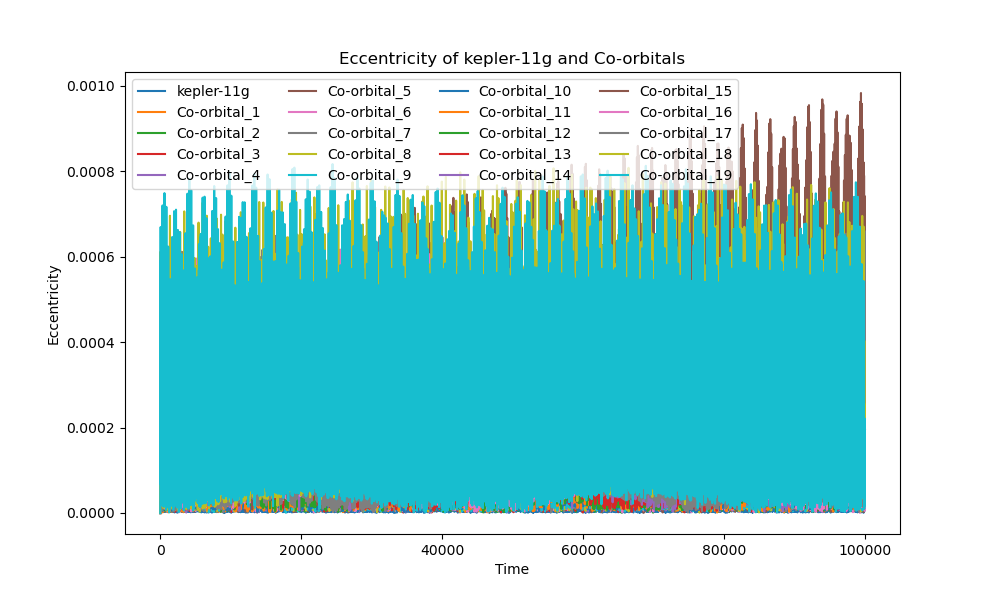 Eccentricity of kepler-11g and Co-orbitals
kepler-11g Co-orbital_5 Co-orbital_10 Co-orbital_15
Co-orbital_1 Co-orbital_6 Co-orbital_11 Co-orbital_16
Co-orbital_2 Co-orbital_7 Co-orbital_12 Co-orbital_17
Co-orbital_3 Co-orbital_8 Co-orbital_13 Co-orbital_18
Co-orbital_4 Co-orbital_9 Co-orbital_14 Co-orbital_19
0.0010
0.0008
0.0006
0.0004
0.0002
0.0000
Eccentricity
0 20000 40000 60000 80000 100000
Time